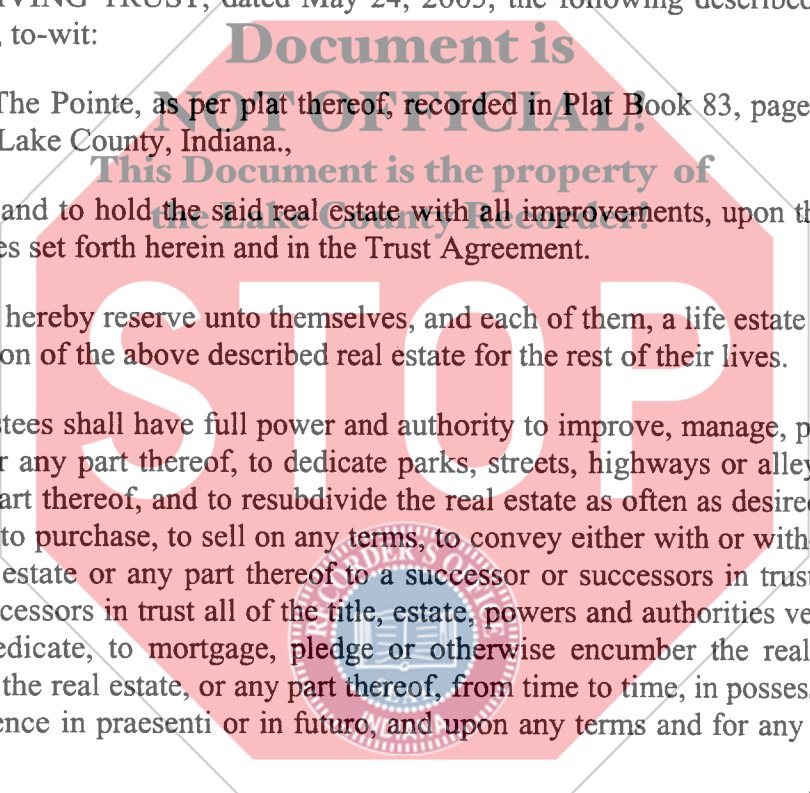 IVING TRUST, dated May 24, 2005, the following described
, to-wit:
Document is
The Pointe, as per plat thereof, recorded in Plat Book 83, page
NOT OFFICIAL!
Lake County, Indiana.,
This Document is the property of
and to hold the said real estate with all improvements, upon th
the Lake County Recorder!
es set forth herein and in the Trust Agreement.
STOP
hereby reserve unto themselves, and each of them, a life estate
on of the above described real estate for the rest of their lives.
stees shall have full power and authority to improve, manage, p
r any part thereof, to dedicate parks, streets, highways or alley
art thereof, and to resubdivide the real estate as often as desired
to purchase, to sell on any terms, to convey either with or with
estate or any part thereof to a successor or successors in trust
ccessors in trust all of the title, estate, powers and authorities ve
edicate, to mortgage, pledge or otherwise encumber the real
the real estate, or any part thereof, from time to time, in posses
ence in praesenti or in futuro, and upon any terms and for any
RECORDER'S OFFICE
SEAL
INDIANA